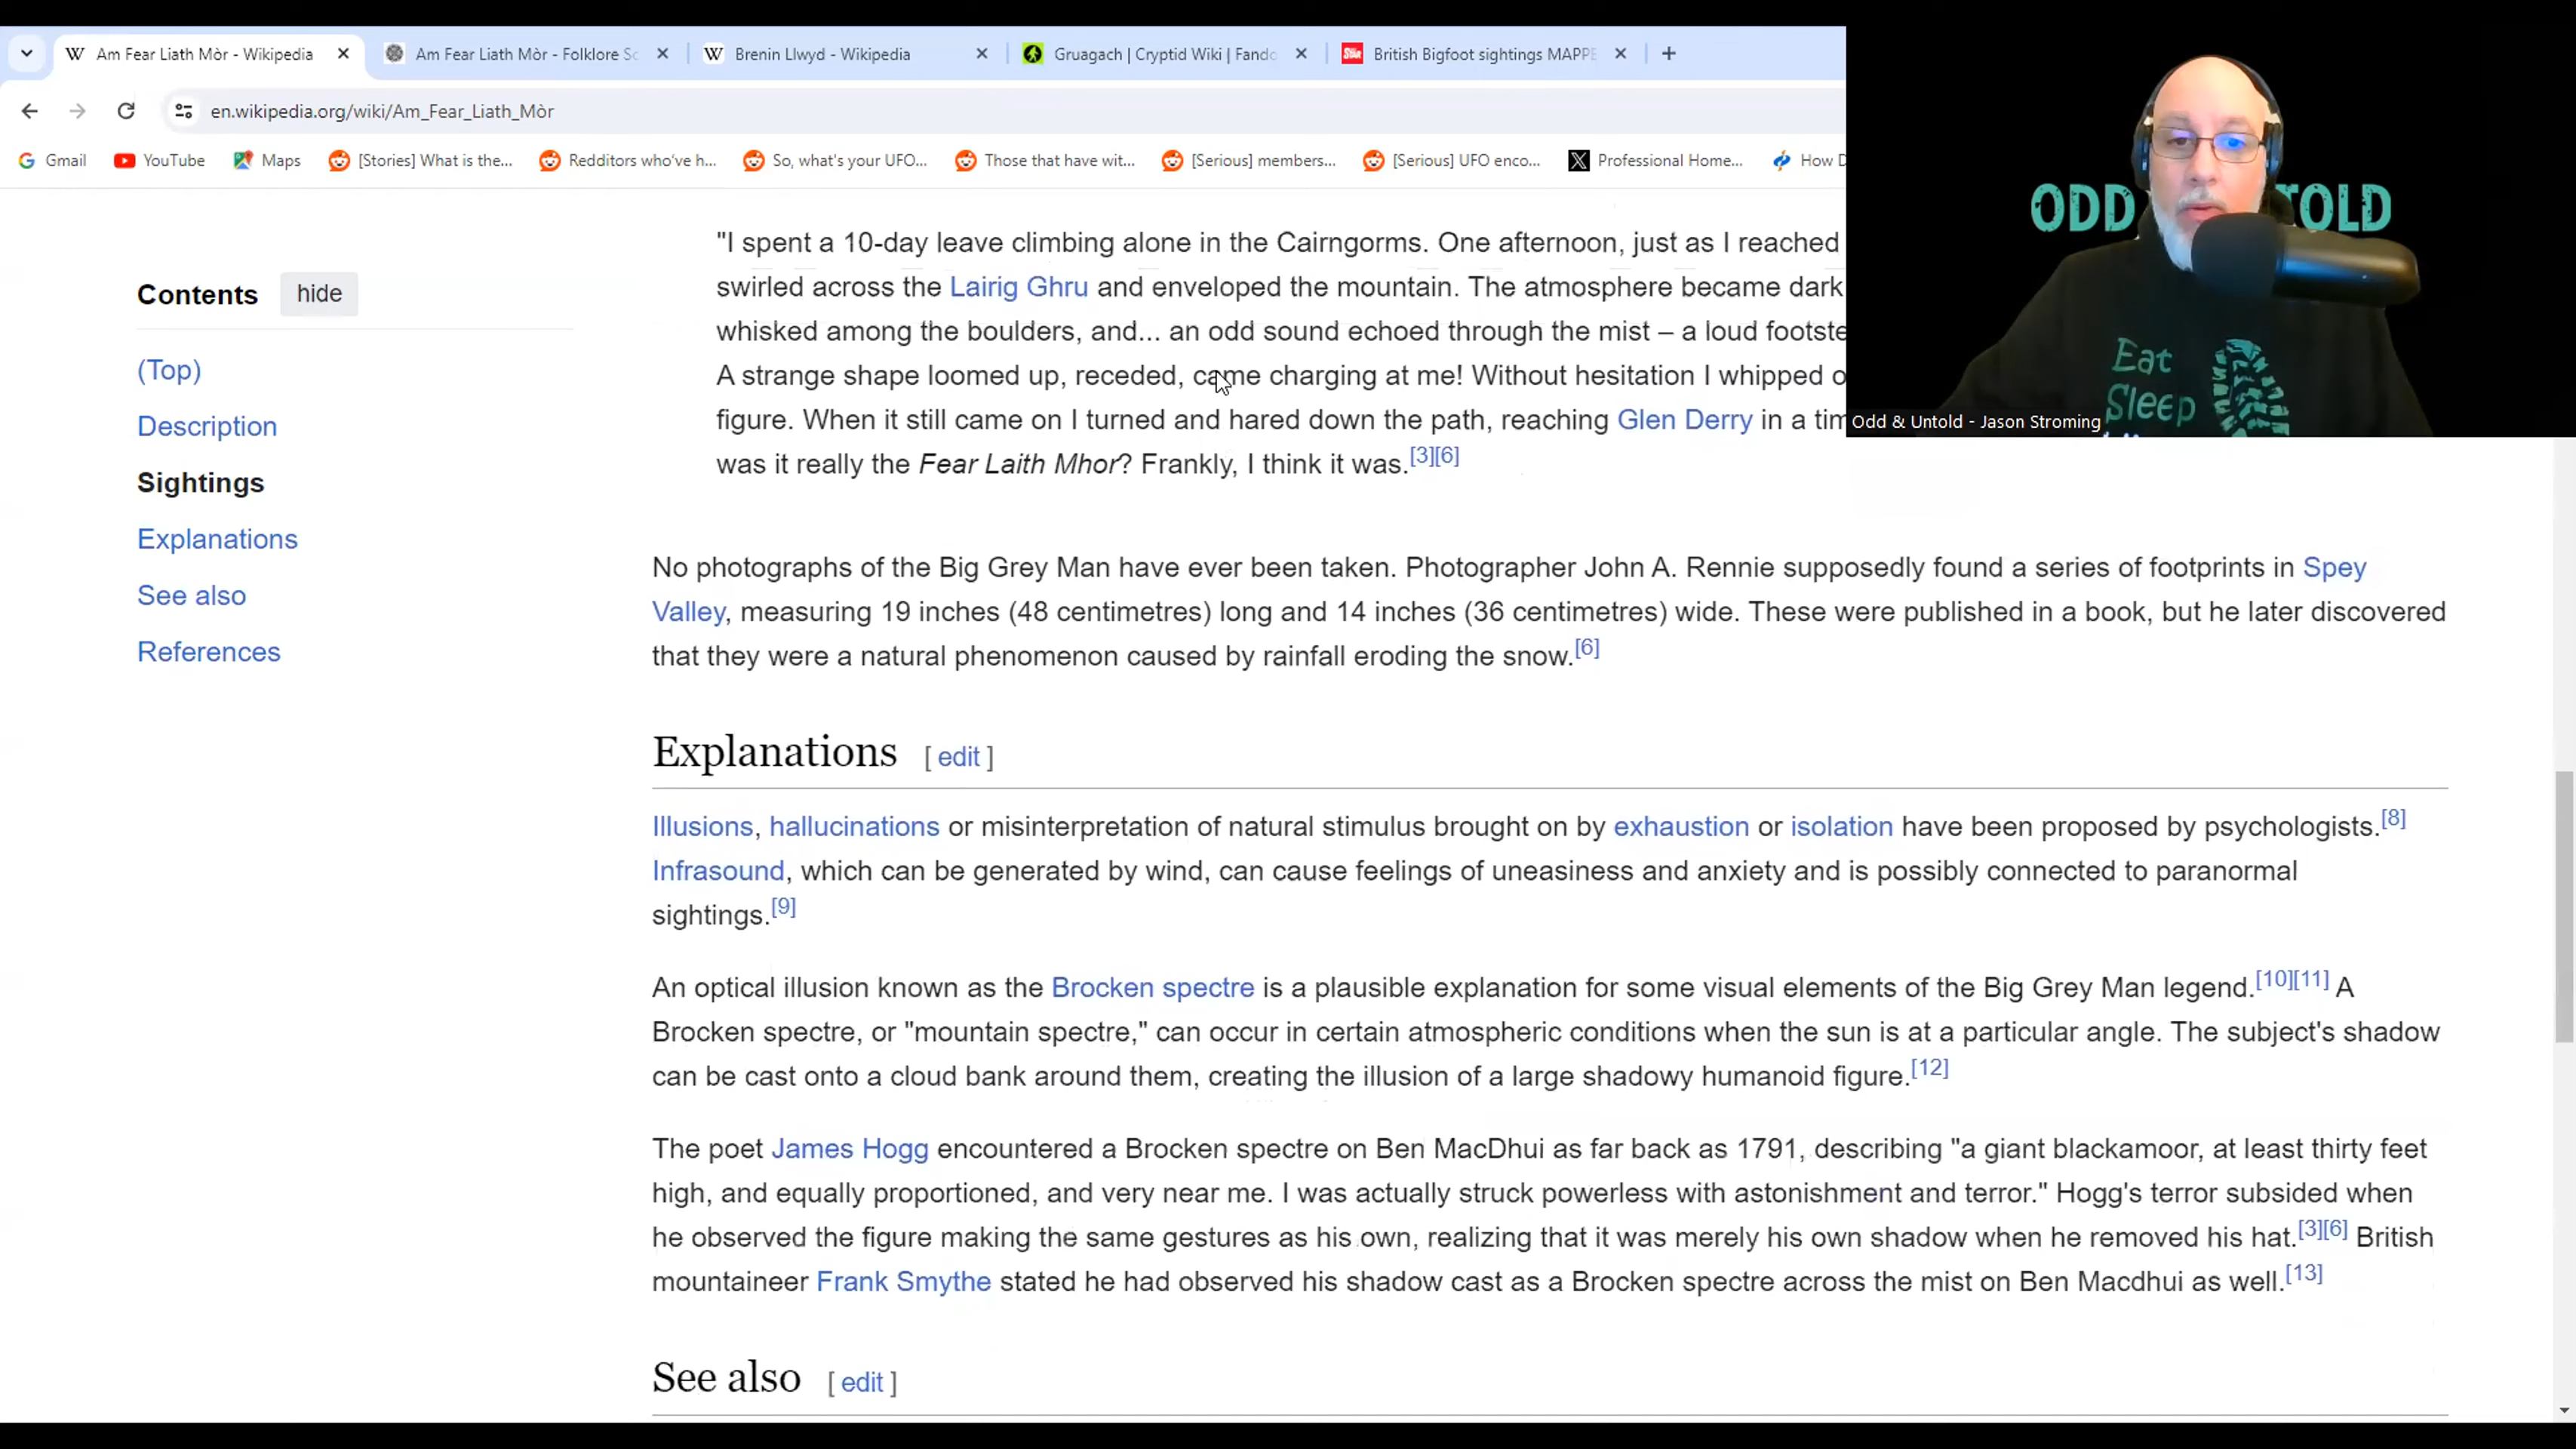 Am Fear Liath Mòr - Wikipedia
Am Fear Liath Mòr - Folklore Sc
Brenin Llwyd - Wikipedia
Gruagach | Cryptid Wiki | Fando
British Bigfoot sightings MAPPE
en.wikipedia.org/wiki/Am_Fear_Liath_Mòr
Gmail
YouTube
Maps
[Stories] What is the...
Redditors who've h...
So, what's your UFO...
Those that have wit...
[Serious] members...
[Serious] UFO enco...
Professional Home...
How D
ODD
TOLD
Eat
Sleep
Odd & Untold - Jason Stroming
Contents
hide
(Top)
Description
Sightings
Explanations
See also
References
"I spent a 10-day leave climbing alone in the Cairngorms. One afternoon, just as I reached
swirled across the Lairig Ghru and enveloped the mountain. The atmosphere became dark
whisked among the boulders, and... an odd sound echoed through the mist – a loud footste
A strange shape loomed up, receded, came charging at me! Without hesitation I whipped o
figure. When it still came on I turned and hared down the path, reaching Glen Derry in a tim
was it really the Fear Laith Mhor? Frankly, I think it was.[3][6]
No photographs of the Big Grey Man have ever been taken. Photographer John A. Rennie supposedly found a series of footprints in Spey
Valley, measuring 19 inches (48 centimetres) long and 14 inches (36 centimetres) wide. These were published in a book, but he later discovered
that they were a natural phenomenon caused by rainfall eroding the snow.[6]
Explanations [ edit ]
Illusions, hallucinations or misinterpretation of natural stimulus brought on by exhaustion or isolation have been proposed by psychologists.[8]
Infrasound, which can be generated by wind, can cause feelings of uneasiness and anxiety and is possibly connected to paranormal
sightings.[9]
An optical illusion known as the Brocken spectre is a plausible explanation for some visual elements of the Big Grey Man legend.[10][11] A
Brocken spectre, or "mountain spectre," can occur in certain atmospheric conditions when the sun is at a particular angle. The subject's shadow
can be cast onto a cloud bank around them, creating the illusion of a large shadowy humanoid figure.[12]
The poet James Hogg encountered a Brocken spectre on Ben MacDhui as far back as 1791, describing "a giant blackamoor, at least thirty feet
high, and equally proportioned, and very near me. I was actually struck powerless with astonishment and terror." Hogg's terror subsided when
he observed the figure making the same gestures as his own, realizing that it was merely his own shadow when he removed his hat.[3][6] British
mountaineer Frank Smythe stated he had observed his shadow cast as a Brocken spectre across the mist on Ben Macdhui as well.[13]
See also [ edit ]